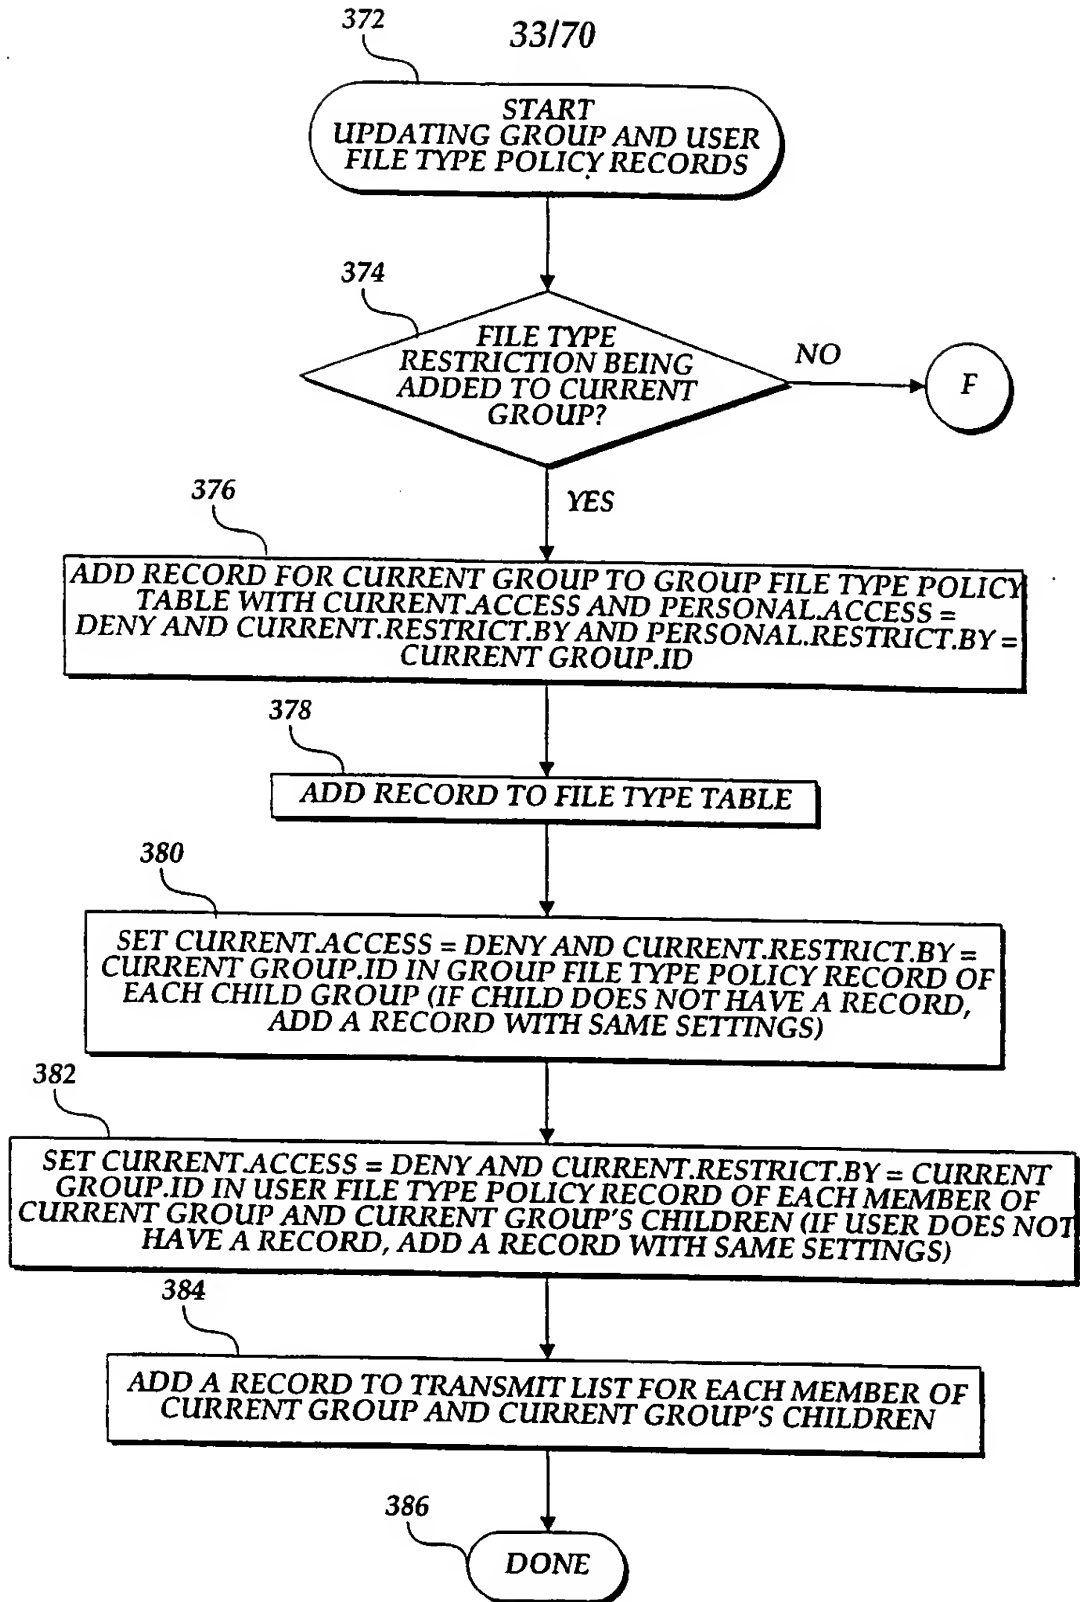 372
33/70
START
UPDATING GROUP AND USER
FILE TYPE POLICY RECORDS
374
FILE TYPE
RESTRICTION BEING
ADDED TO CURRENT
GROUP?
NO
F
YES
376
ADD RECORD FOR CURRENT GROUP TO GROUP FILE TYPE POLICY
TABLE WITH CURRENT.ACCESS AND PERSONAL.ACCESS =
DENY AND CURRENT.RESTRICT.BY AND PERSONAL.RESTRICT.BY =
CURRENT GROUP.ID
378
ADD RECORD TO FILE TYPE TABLE
380
SET CURRENT.ACCESS = DENY AND CURRENT.RESTRICT.BY =
CURRENT GROUP.ID IN GROUP FILE TYPE POLICY RECORD OF
EACH CHILD GROUP (IF CHILD DOES NOT HAVE A RECORD,
ADD A RECORD WITH SAME SETTINGS)
382
SET CURRENT.ACCESS = DENY AND CURRENT.RESTRICT.BY = CURRENT
GROUP.ID IN USER FILE TYPE POLICY RECORD OF EACH MEMBER OF
CURRENT GROUP AND CURRENT GROUP'S CHILDREN (IF USER DOES NOT
HAVE A RECORD, ADD A RECORD WITH SAME SETTINGS)
384
ADD A RECORD TO TRANSMIT LIST FOR EACH MEMBER OF
CURRENT GROUP AND CURRENT GROUP'S CHILDREN
386
DONE